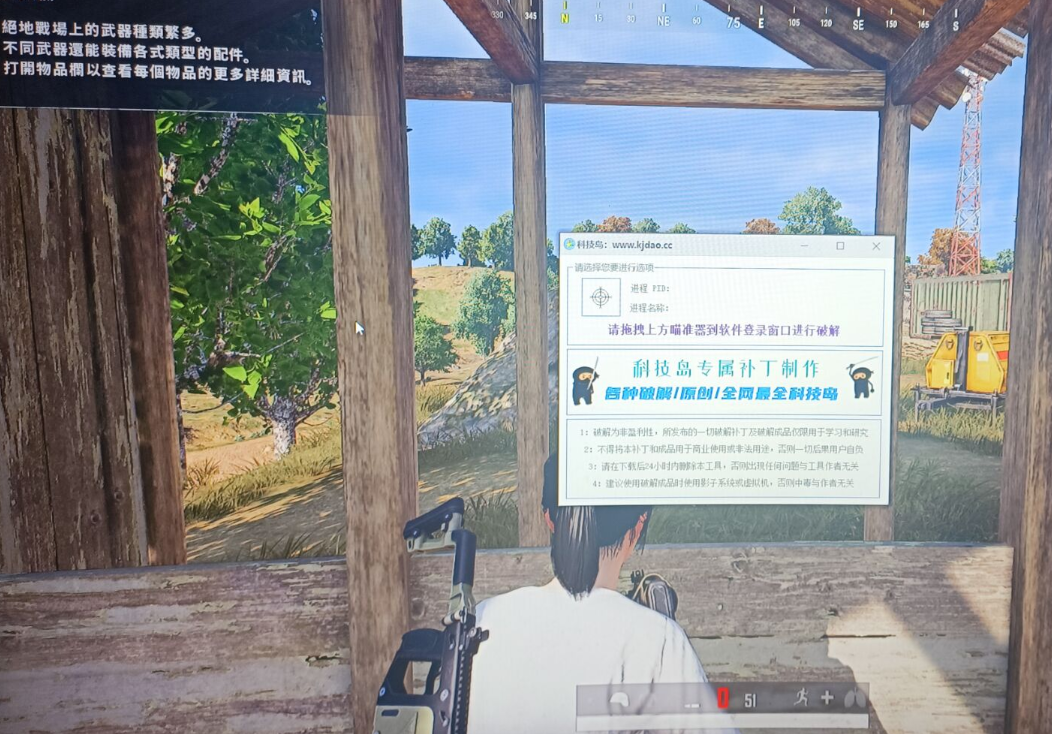 絕地戰場上的武器種類繁多。
不同武器還能裝備各式類型的配件。
打開物品欄以查看每個物品的更多詳細資訊。
330 345 N 15 30 NE 60 75 E 105 120 SE 150 165 S
科技岛：www.kjdao.cc
请选择您要进行选项
进程 PID:
进程名称:
请拖拽上方瞄准器到软件登录窗口进行破解
科技岛专属补丁制作
各种破解/原创/全网最全科技岛
1: 破解为非盈利性，所发布的一切破解补丁及破解成品仅限用于学习和研究
2: 不得将本补丁和成品用于商业使用或非法用途，否则一切后果用户自负
3: 请在下载后24小时内删除本工具，否则出现任何问题与工具作者无关
4: 建议使用破解成品时使用影子系统或虚拟机，否则中毒与作者无关
51